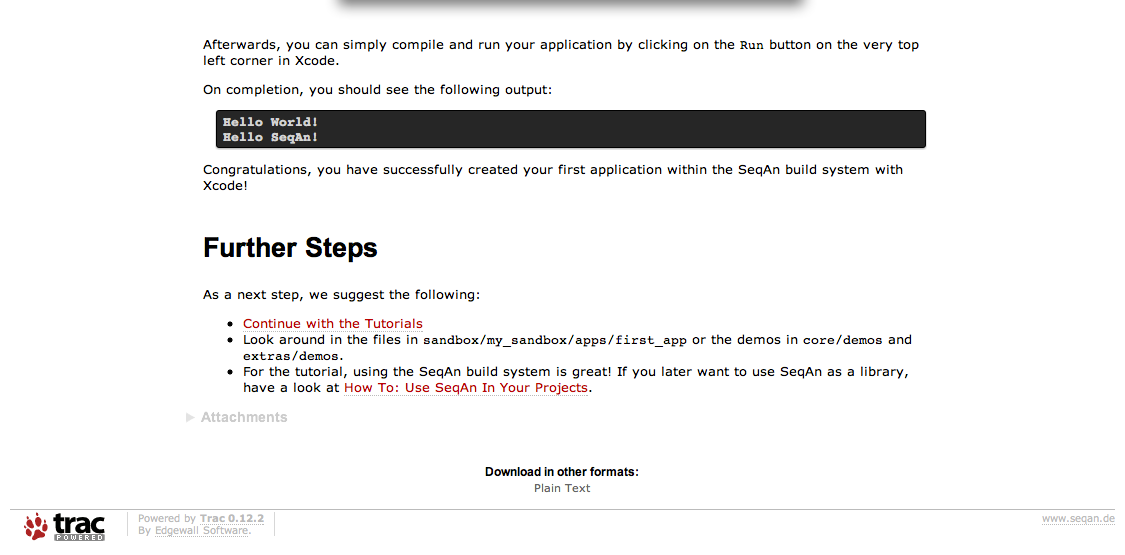 Afterwards, you can simply compile and run your application by clicking on the Run button on the very top
left corner in Xcode.
On completion, you should see the following output:
Hello World!
Hello SeqAn!
Congratulations, you have successfully created your first application within the SeqAn build system with
Xcode!
Further Steps
As a next step, we suggest the following:
• Continue with the Tutorials
• Look around in the files in sandbox/my_sandbox/apps/first_app or the demos in core/demos and
extras/demos.
• For the tutorial, using the SeqAn build system is great! If you later want to use SeqAn as a library,
have a look at How To: Use SeqAn In Your Projects.
Attachments
Download in other formats:
Plain Text
trac
POWERED
Powered by Trac 0.12.2
By Edgewall Software.
www.seqan.de